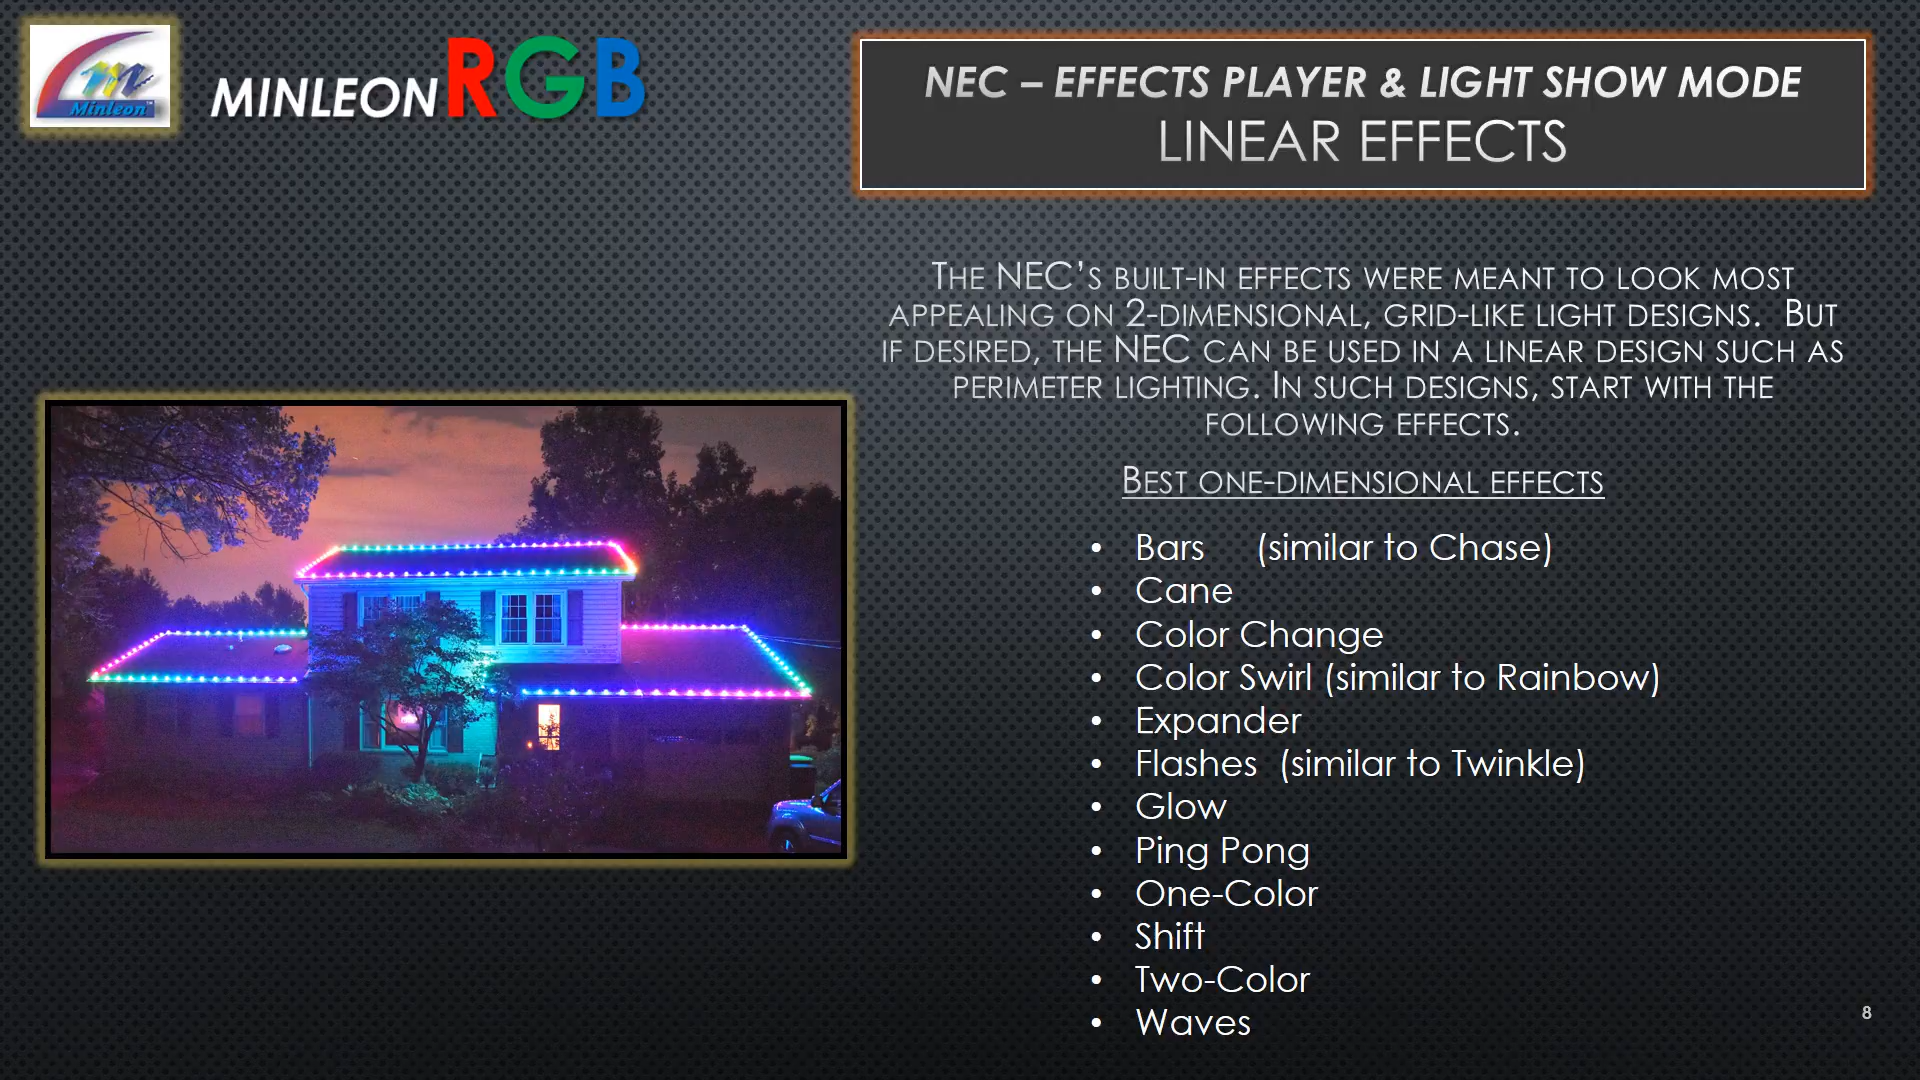 Minleon
MINLEON RGB
NEC – EFFECTS PLAYER & LIGHT SHOW MODE
LINEAR EFFECTS
THE NEC'S BUILT-IN EFFECTS WERE MEANT TO LOOK MOST
APPEALING ON 2-DIMENSIONAL, GRID-LIKE LIGHT DESIGNS. BUT
IF DESIRED, THE NEC CAN BE USED IN A LINEAR DESIGN SUCH AS
PERIMETER LIGHTING. IN SUCH DESIGNS, START WITH THE
FOLLOWING EFFECTS.
BEST ONE-DIMENSIONAL EFFECTS
• Bars (similar to Chase)
• Cane
• Color Change
• Color Swirl (similar to Rainbow)
• Expander
• Flashes (similar to Twinkle)
• Glow
• Ping Pong
• One-Color
• Shift
• Two-Color
• Waves
8